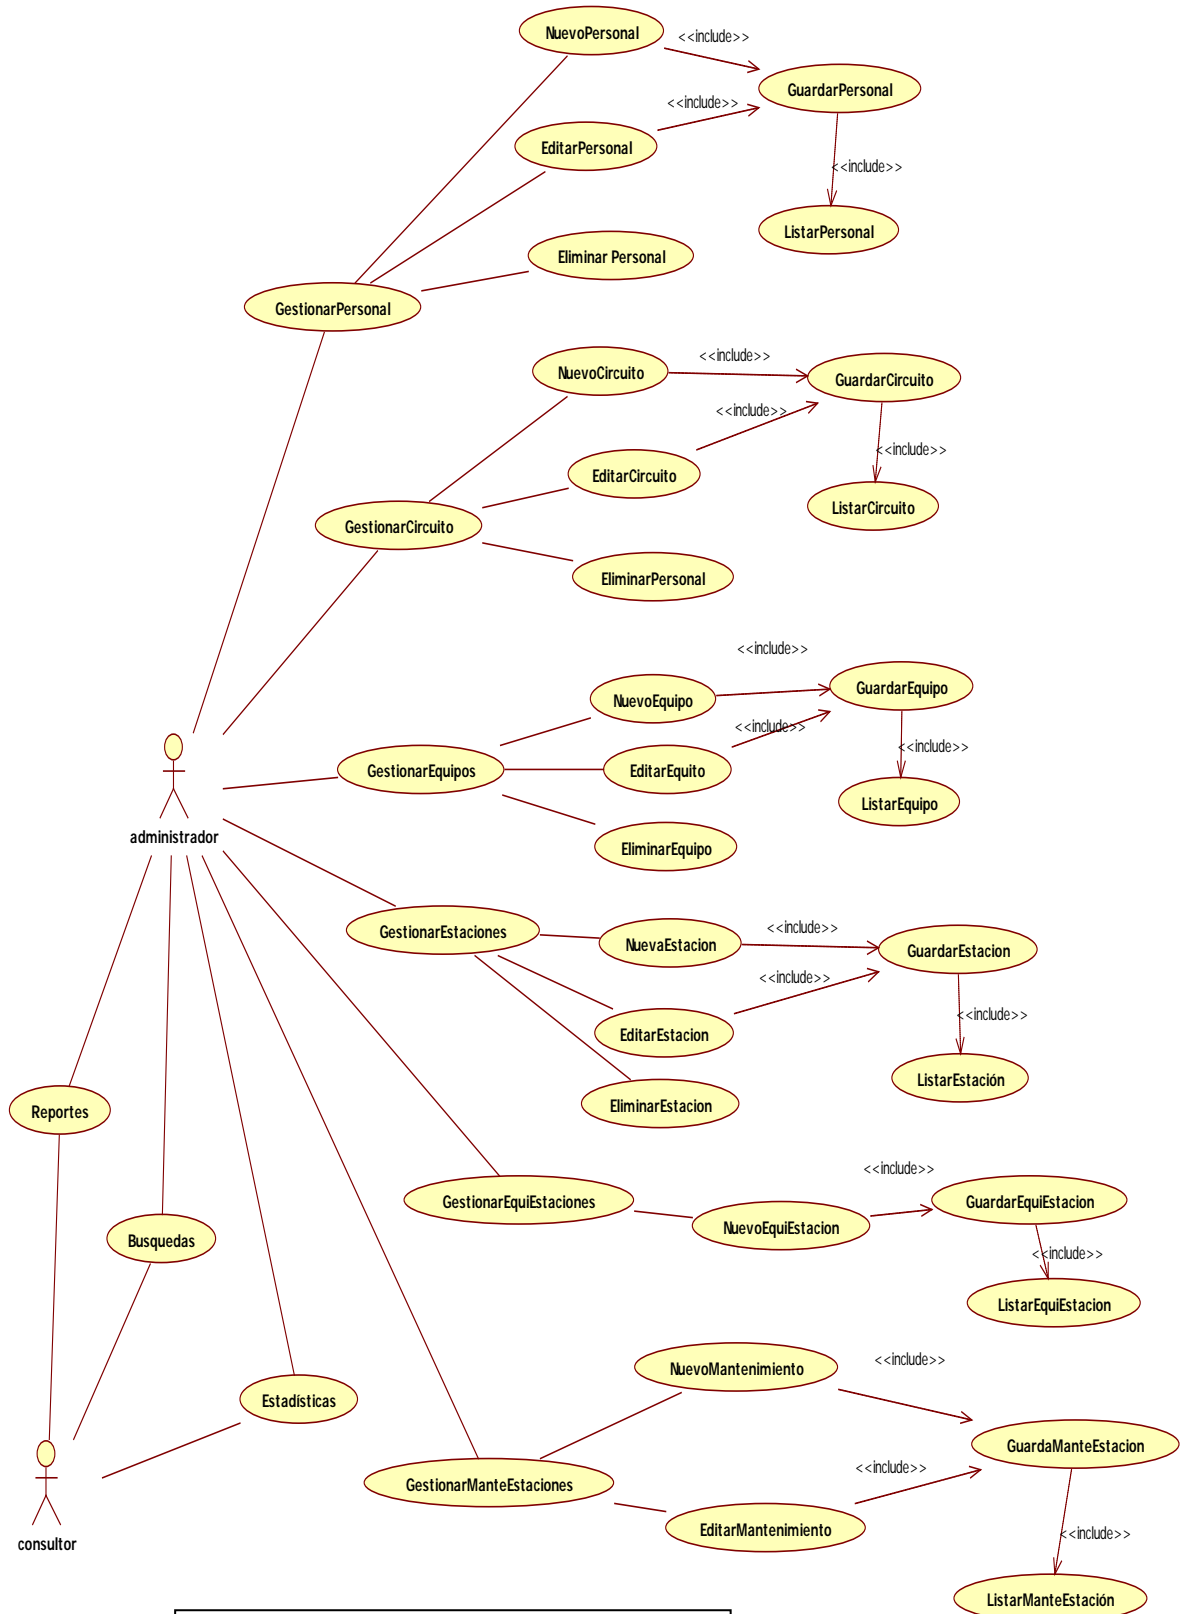 NuevoPersonal
<<include>>
GuardarPersonal
<<include>>
EditarPersonal
<<include>>
ListarPersonal
Eliminar Personal
GestionarPersonal
NuevoCircuito
<<include>>
GuardarCircuito
<<include>>
EditarCircuito
<<include>>
ListarCircuito
GestionarCircuito
EliminarPersonal
<<include>>
NuevoEquipo
GuardarEquipo
<<include>>
<<include>>
GestionarEquipos
EditarEquito
ListarEquipo
EliminarEquipo
administrador
GestionarEstaciones
NuevaEstacion
<<include>>
GuardarEstacion
<<include>>
EditarEstacion
<<include>>
ListarEstación
EliminarEstacion
Reportes
<<include>>
GestionarEquiEstaciones
NuevoEquiEstacion
GuardarEquiEstacion
<<include>>
Busquedas
ListarEquiEstacion
NuevoMantenimiento
<<include>>
Estadísticas
GuardaManteEstacion
<<include>>
GestionarManteEstaciones
EditarMantenimiento
<<include>>
consultor
ListarManteEstación